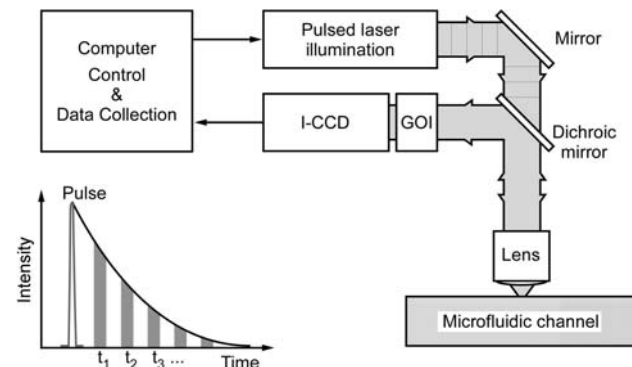 Computer
Control
&
Data Collection
Pulsed laser
illumination
Mirror
I-CCD
GOI
Dichroic
mirror
Lens
Microfluidic channel
Pulse
Intensity
t1 t2 t3 ...
Time